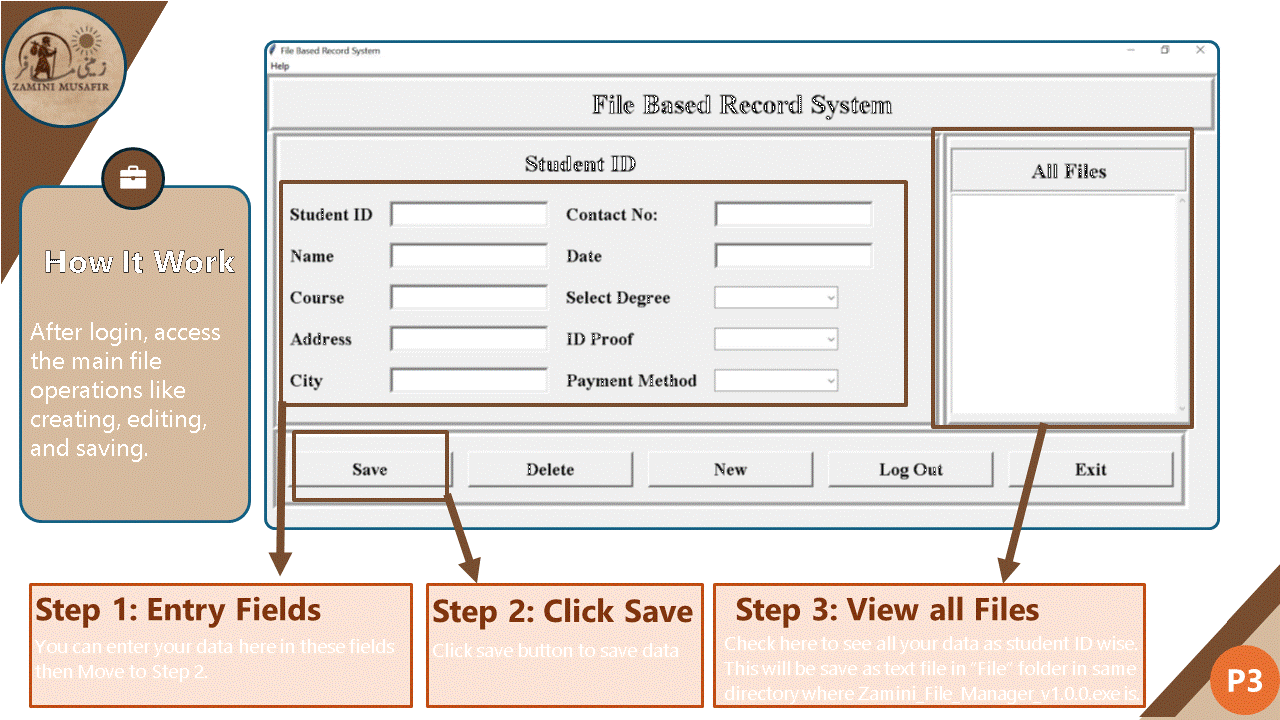 زمینی مسافر
ZAMINI MUSAFIR
How It Work
After login, access
the main file
operations like
creating, editing,
and saving.
File Based Record System
Help
File Based Record System
Student ID
Student ID
Contact No:
Name
Date
Course
Select Degree
Address
ID Proof
City
Payment Method
All Files
Save
Delete
New
Log Out
Exit
Step 1: Entry Fields
You can enter your data here in these fields
then Move to Step 2.
Step 2: Click Save
Click save button to save data
Step 3: View all Files
Check here to see all your data as student ID wise.
This will be save as text file in “File” folder in same
directory where Zamini_File_Manager_v1.0.0.exe is.
P3